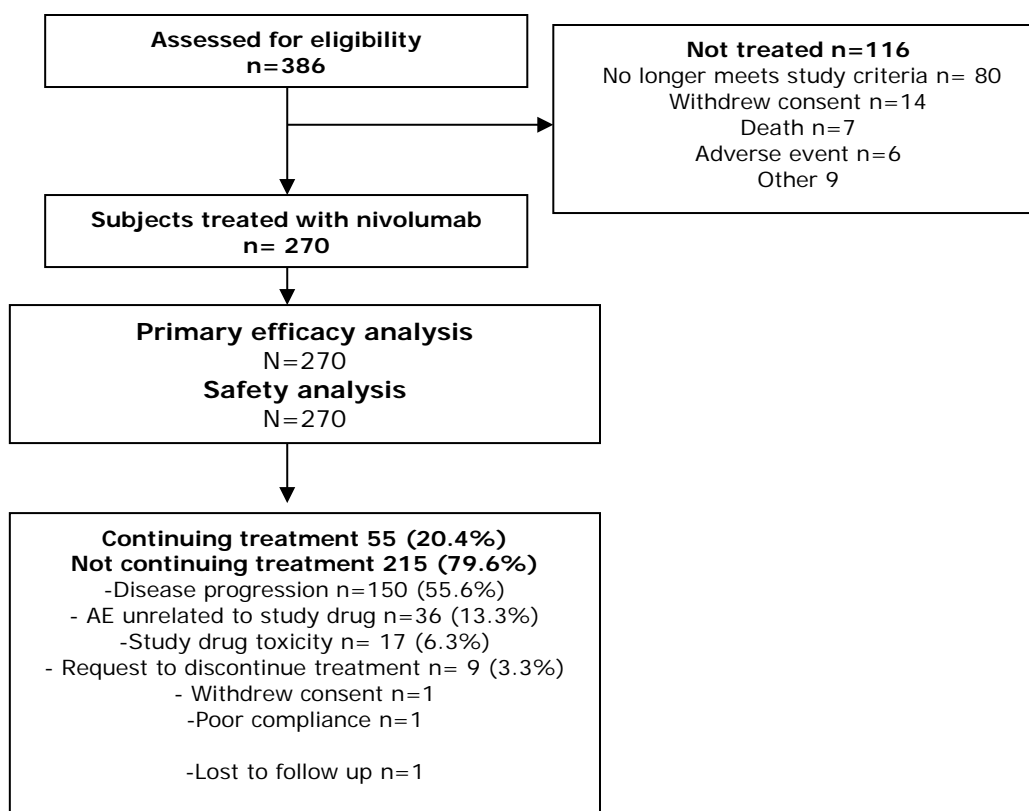 Assessed for eligibility
n=386
Not treated n=116
No longer meets study criteria n= 80
Withdrew consent n=14
Death n=7
Adverse event n=6
Other 9
Subjects treated with nivolumab
n= 270
Primary efficacy analysis
N=270
Safety analysis
N=270
Continuing treatment 55 (20.4%)
Not continuing treatment 215 (79.6%)
-Disease progression n=150 (55.6%)
- AE unrelated to study drug n=36 (13.3%)
-Study drug toxicity n= 17 (6.3%)
- Request to discontinue treatment n= 9 (3.3%)
- Withdrew consent n=1
-Poor compliance n=1
-Lost to follow up n=1